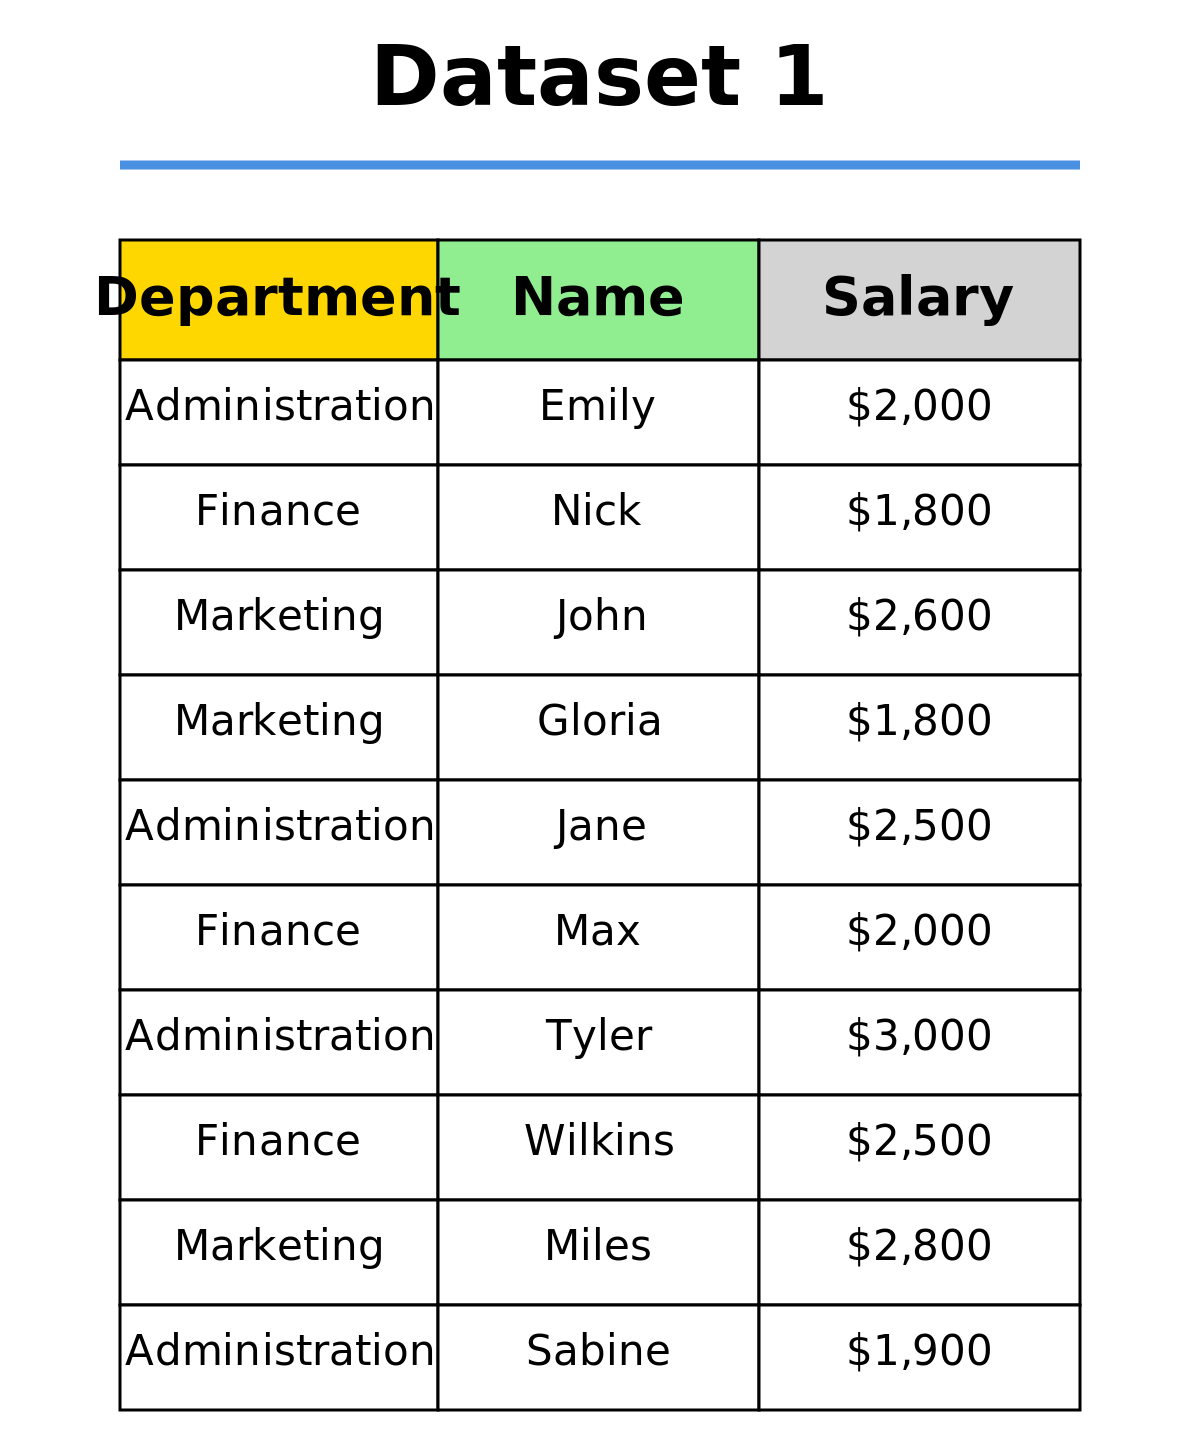 Dataset 1
Department Name Salary
Administration Emily $2,000
Finance Nick $1,800
Marketing John $2,600
Marketing Gloria $1,800
Administration Jane $2,500
Finance Max $2,000
Administration Tyler $3,000
Finance Wilkins $2,500
Marketing Miles $2,800
Administration Sabine $1,900